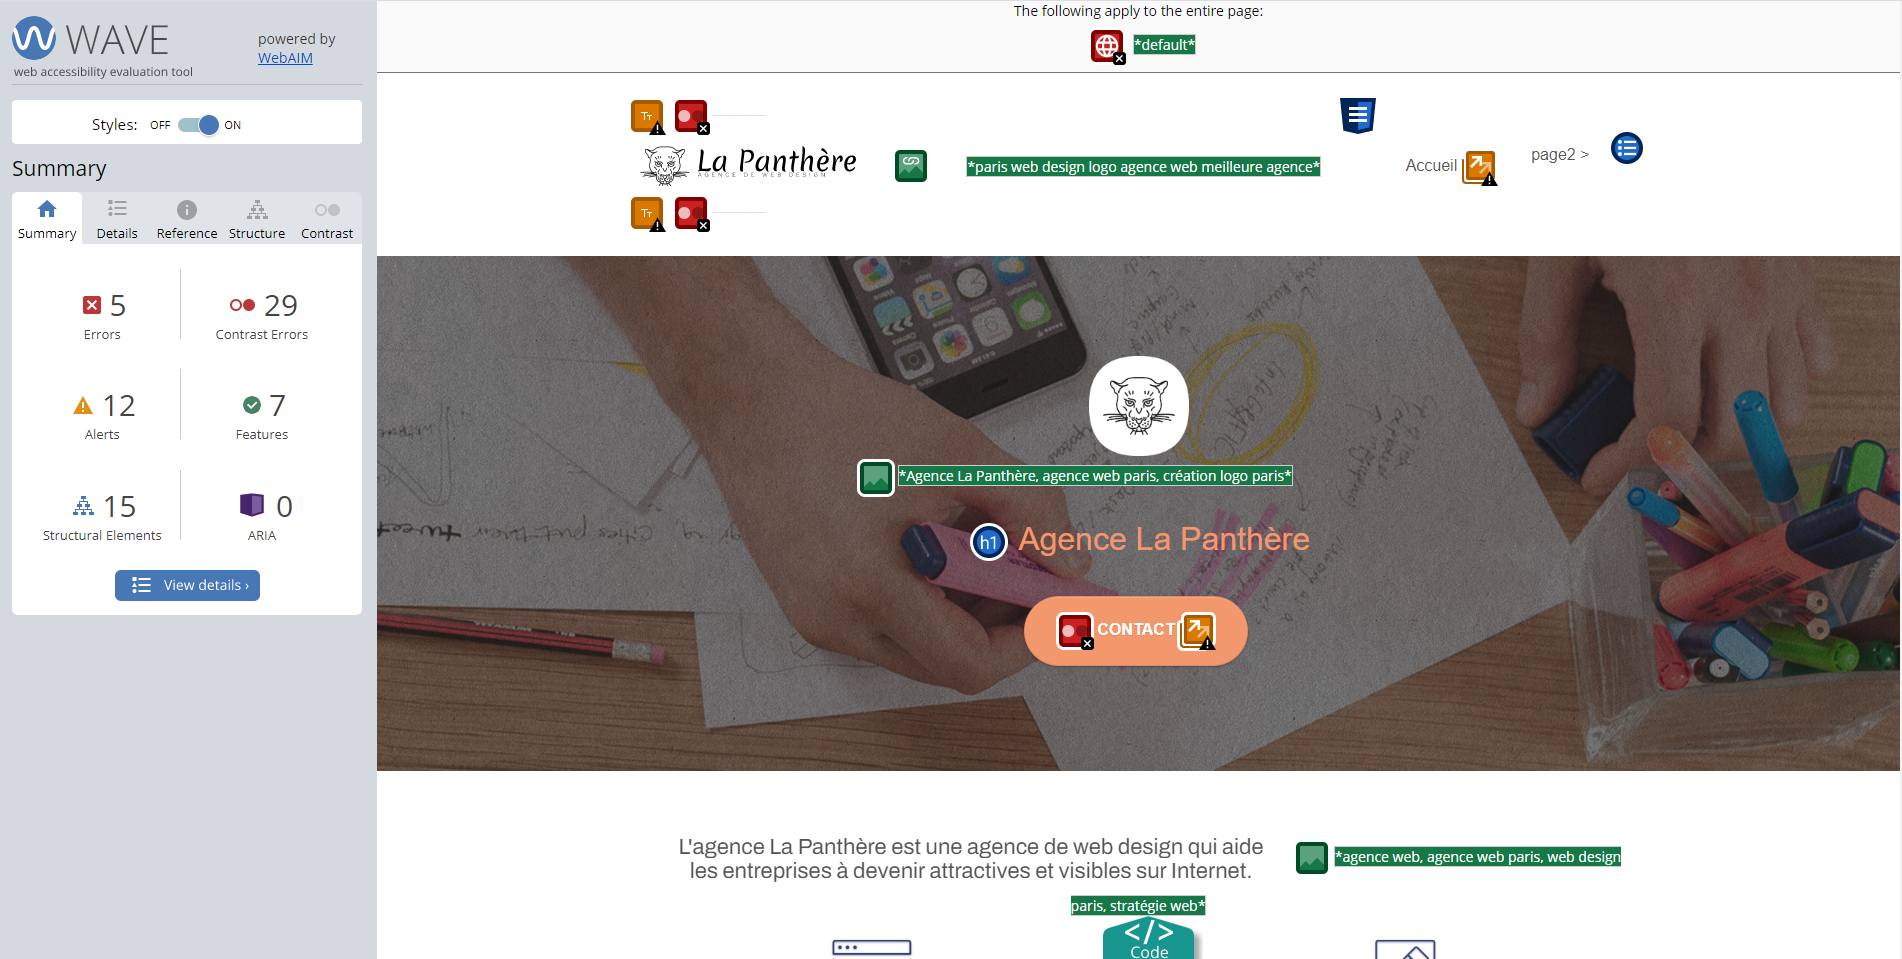 WAVE
web accessibility evaluation tool
powered by
WebAIM
Styles: OFF ON
Summary
Summary Details Reference Structure Contrast
5
Errors
29
Contrast Errors
12
Alerts
7
Features
15
Structural Elements
0
ARIA
View details ›
The following apply to the entire page:
*default*
La Panthère
AGENCE DE WEB DESIGN
*paris web design logo agence web meilleure agence*
Accueil
page2 >
*Agence La Panthère, agence web paris, création logo paris*
h1 Agence La Panthère
CONTACT
L'agence La Panthère est une agence de web design qui aide
les entreprises à devenir attractives et visibles sur Internet.
*agence web, agence web paris, web design
paris, stratégie web*
</>
Code